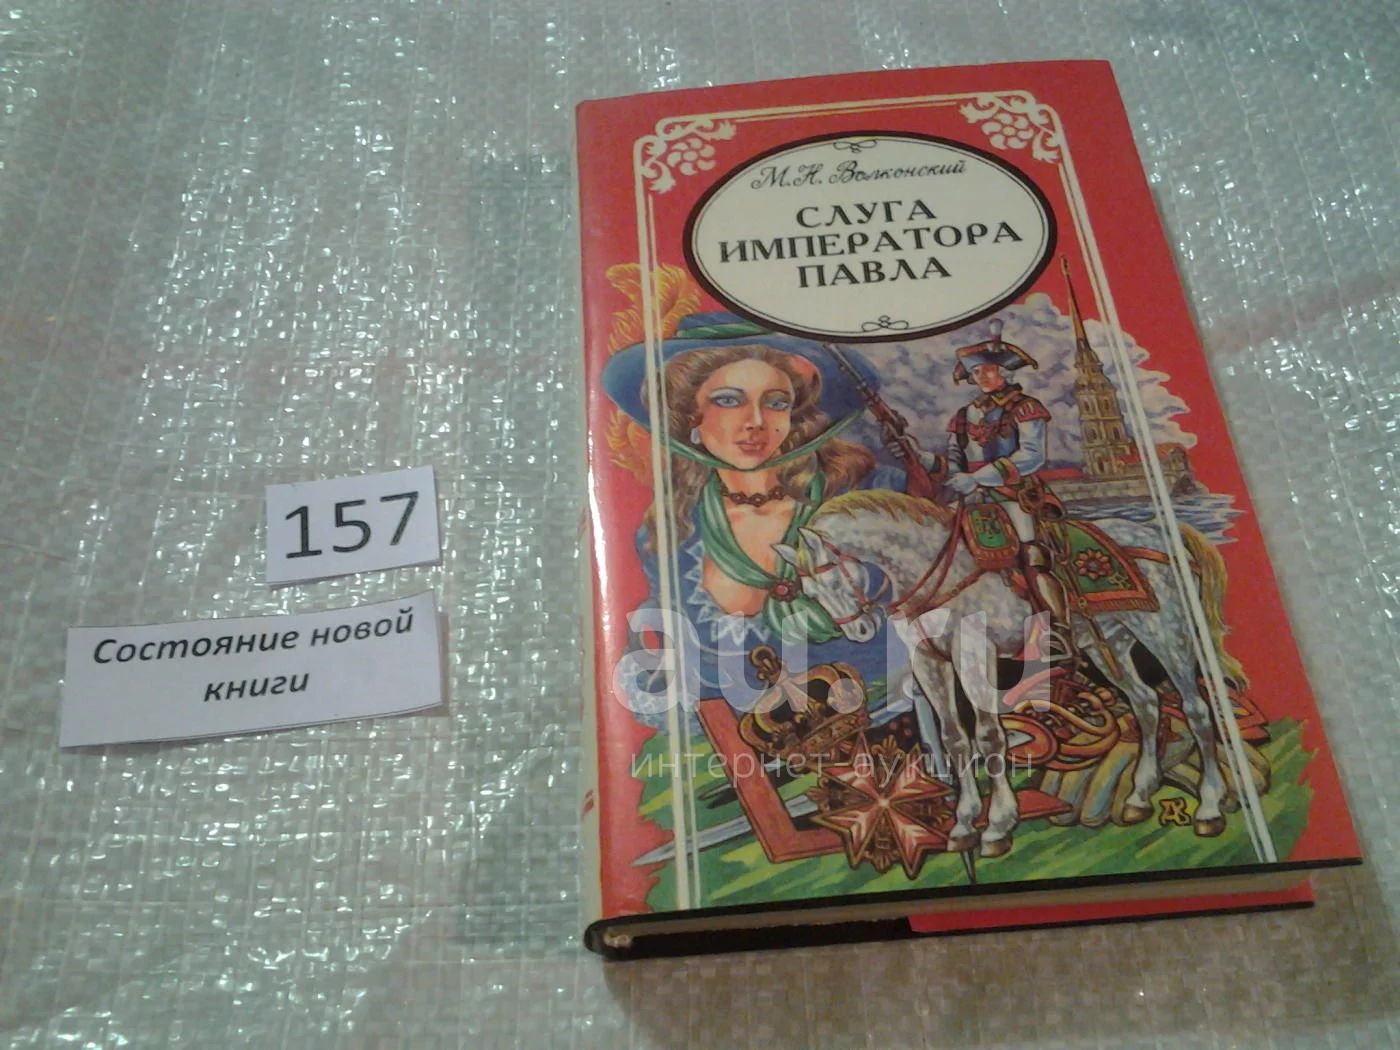 М.Н. Волконский
СЛУГА
ИМПЕРАТОРА
ПАВЛА
157
Состояние новой
книги
au.ru
интернет-аукцион